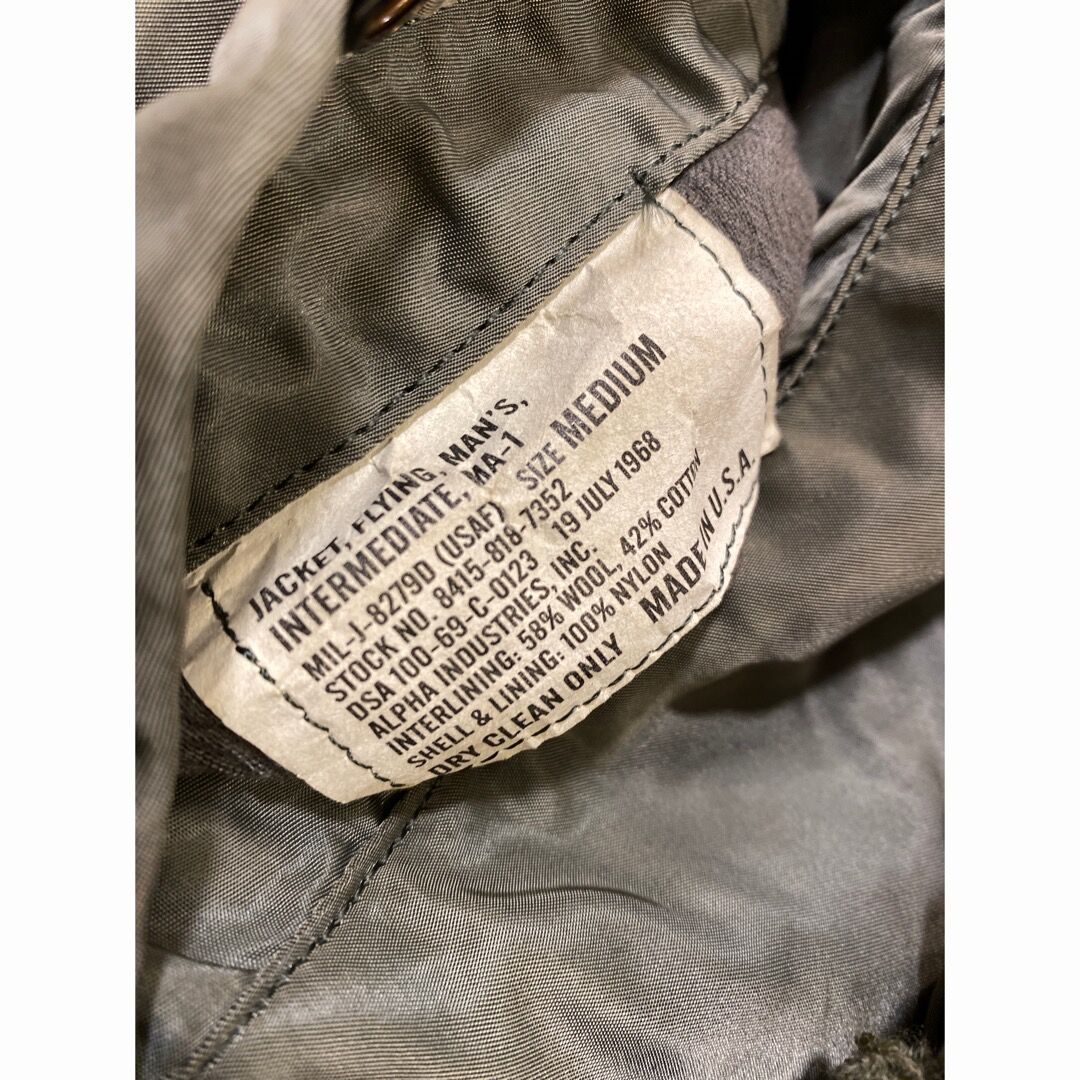 JACKET, FLYING, MAN'S,
INTERMEDIATE, MA-1
MIL-J-8279D (USAF) SIZE MEDIUM
STOCK NO. 8415-818-7352
DSA 100-69-C-0123 19 JULY 1968
ALPHA INDUSTRIES, INC.
INTERLINING: 58% WOOL, 42% COTTON
SHELL & LINING: 100% NYLON
DRY CLEAN ONLY MADE IN U.S.A.